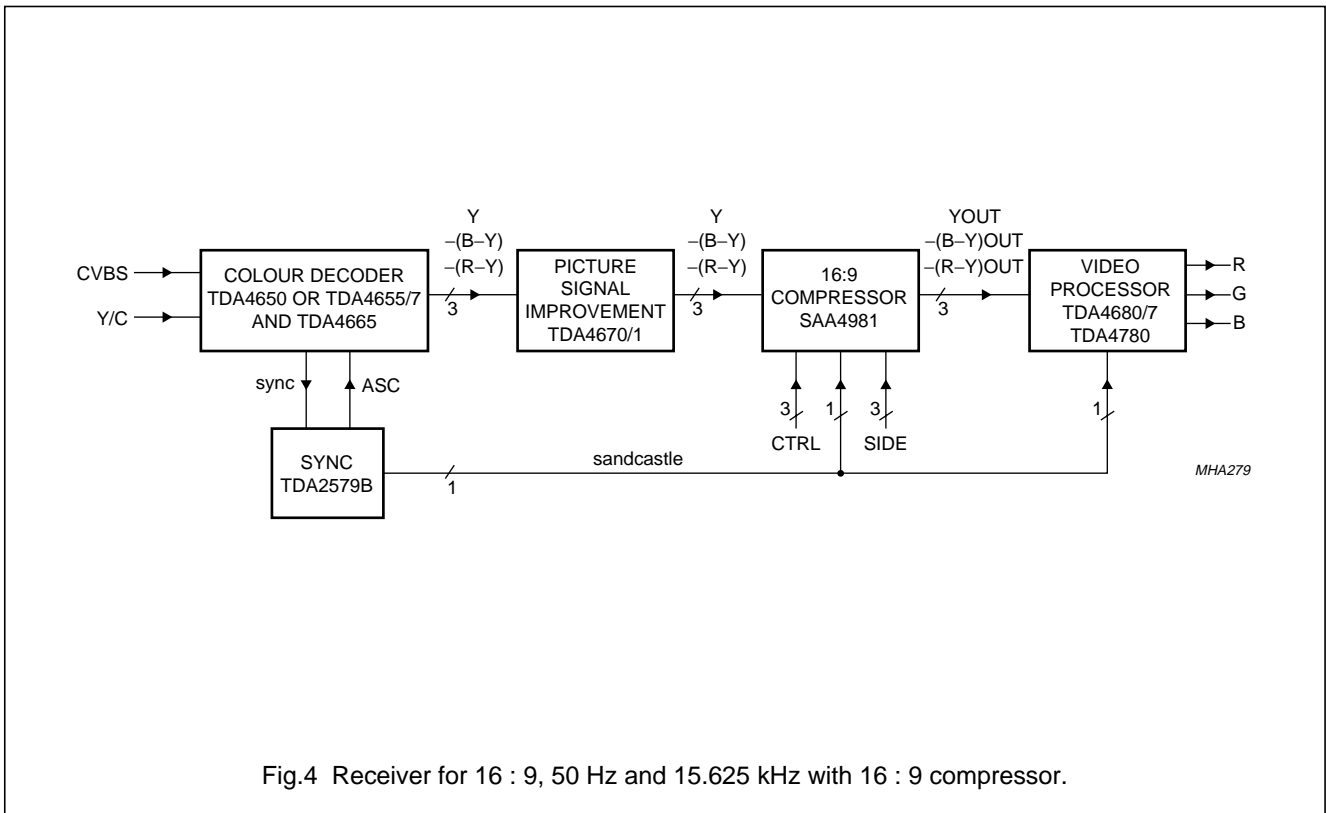 CVBS
Y/C
COLOUR DECODER
TDA4650 OR TDA4655/7
AND TDA4665
Y
−(B−Y)
−(R−Y)
3
PICTURE
SIGNAL
IMPROVEMENT
TDA4670/1
Y
−(B−Y)
−(R−Y)
3
16:9
COMPRESSOR
SAA4981
YOUT
−(B−Y)OUT
−(R−Y)OUT
3
VIDEO
PROCESSOR
TDA4680/7
TDA4780
R
G
B
sync
ASC
SYNC
TDA2579B
1
sandcastle
3
CTRL
1
3
SIDE
1
MHA279
Fig.4 Receiver for 16 : 9, 50 Hz and 15.625 kHz with 16 : 9 compressor.